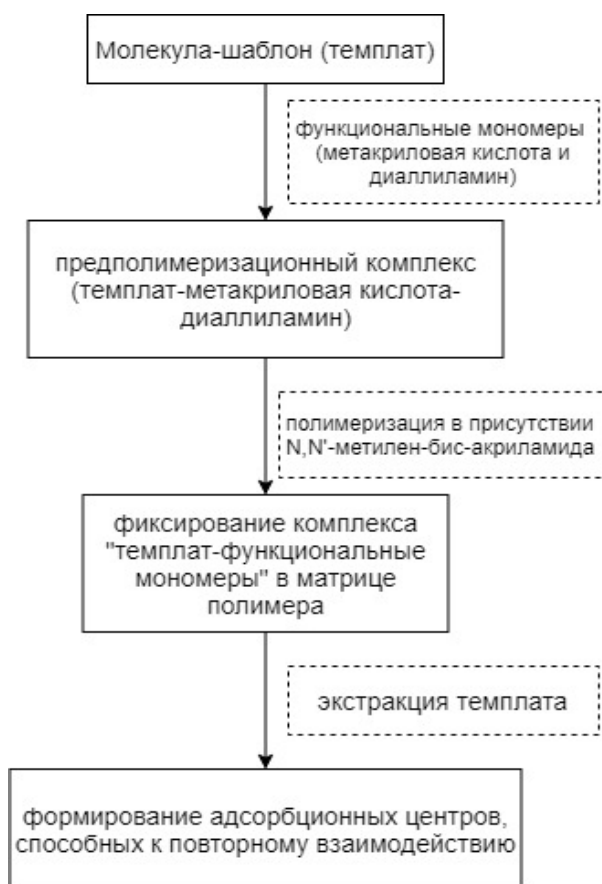 Молекула-шаблон (темплат)
функциональные мономеры
(метакриловая кислота и
диаллиламин)
предполимеризационный комплекс
(темплат-метакриловая кислота-
диаллиламин)
полимеризация в присутствии
N,N'-метилен-бис-акриламида
фиксирование комплекса
"темплат-функциональные
мономеры" в матрице
полимера
экстракция темплата
формирование адсорбционных центров,
способных к повторному взаимодействию